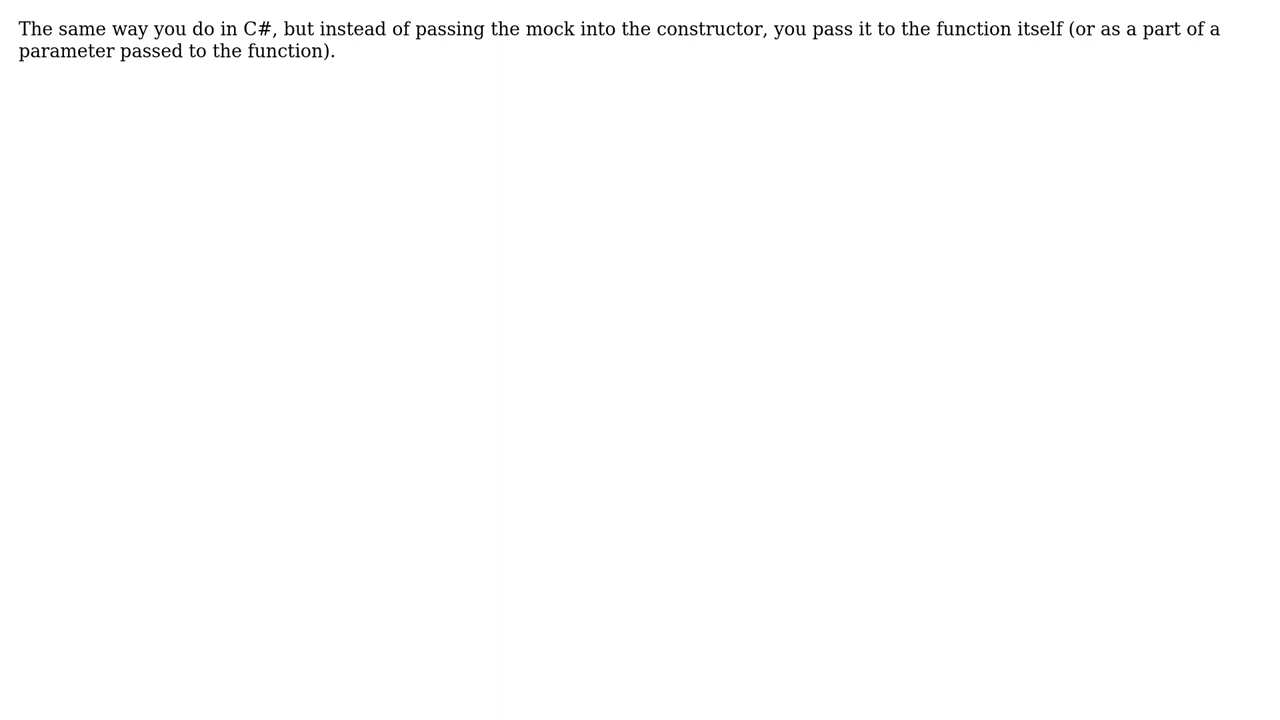 The same way you do in C#, but instead of passing the mock into the constructor, you pass it to the function itself (or as a part of a
parameter passed to the function).